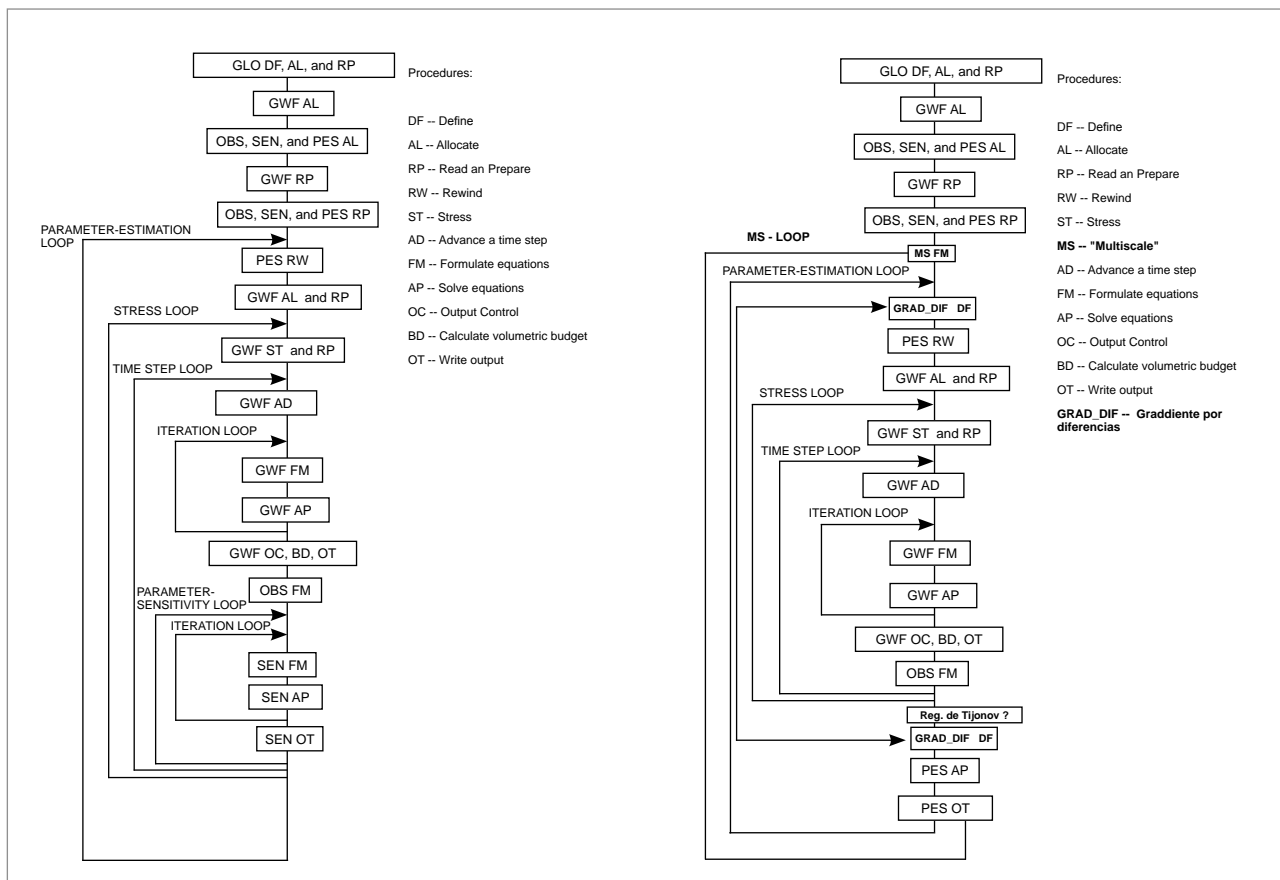 GLO DF, AL, and RP
GWF AL
OBS, SEN, and PES AL
GWF RP
OBS, SEN, and PES RP
PARAMETER-ESTIMATION
LOOP
PES RW
GWF AL and RP
STRESS LOOP
GWF ST and RP
TIME STEP LOOP
GWF AD
ITERATION LOOP
GWF FM
GWF AP
GWF OC, BD, OT
OBS FM
PARAMETER-
SENSITIVITY LOOP
ITERATION LOOP
SEN FM
SEN AP
SEN OT
Procedures:
DF -- Define
AL -- Allocate
RP -- Read an Prepare
RW -- Rewind
ST -- Stress
AD -- Advance a time step
FM -- Formulate equations
AP -- Solve equations
OC -- Output Control
BD -- Calculate volumetric budget
OT -- Write output
GLO DF, AL, and RP
GWF AL
OBS, SEN, and PES AL
GWF RP
OBS, SEN, and PES RP
MS - LOOP
MS FM
PARAMETER-ESTIMATION LOOP
GRAD_DIF DF
PES RW
GWF AL and RP
STRESS LOOP
GWF ST and RP
TIME STEP LOOP
GWF AD
ITERATION LOOP
GWF FM
GWF AP
GWF OC, BD, OT
OBS FM
Reg. de Tijonov ?
GRAD_DIF DF
PES AP
PES OT
Procedures:
DF -- Define
AL -- Allocate
RP -- Read an Prepare
RW -- Rewind
ST -- Stress
MS -- "Multiscale"
AD -- Advance a time step
FM -- Formulate equations
AP -- Solve equations
OC -- Output Control
BD -- Calculate volumetric budget
OT -- Write output
GRAD_DIF -- Graddiente por
diferencias